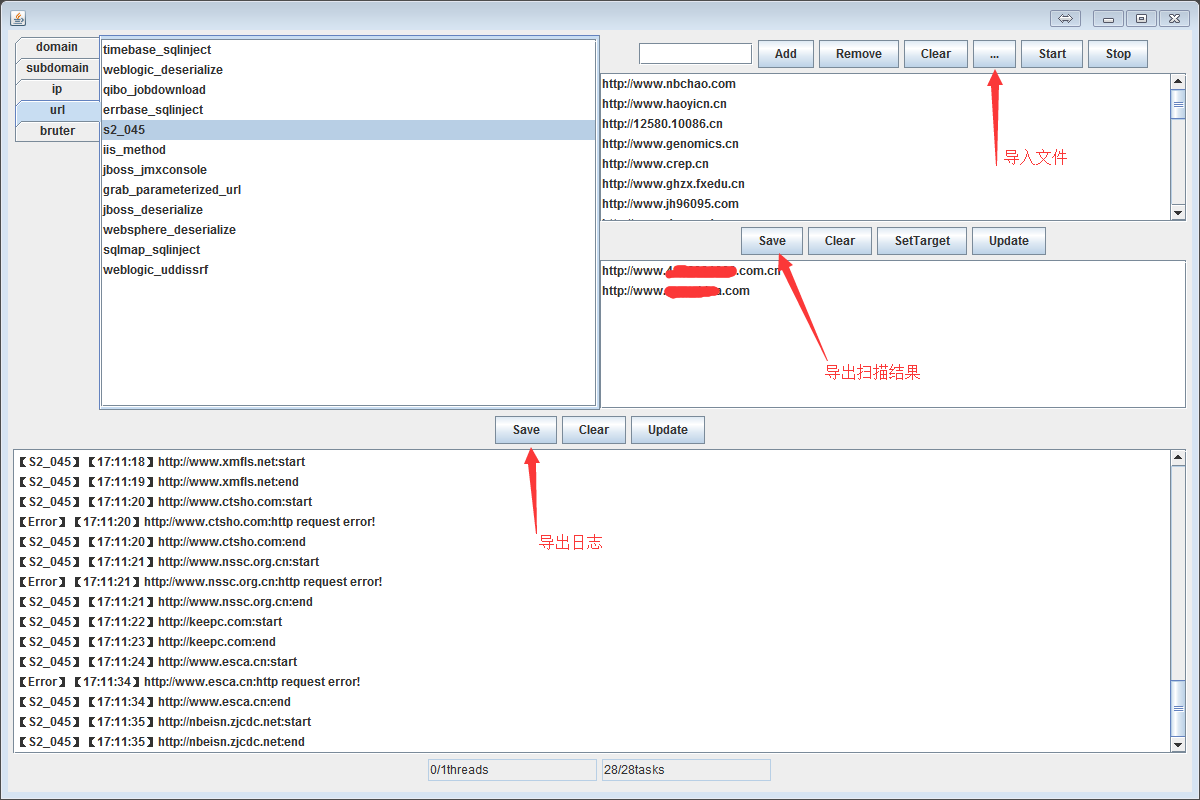 domain
subdomain
ip
url
bruter
timebase_sqlinject
weblogic_deserialize
qibo_jobdownload
errbase_sqlinject
s2_045
iis_method
jboss_jmxconsole
grab_parameterized_url
jboss_deserialize
websphere_deserialize
sqlmap_sqlinject
weblogic_uddissrf
Add Remove Clear ... Start Stop
http://www.nbchao.com
http://www.haoyicn.cn
http://12580.10086.cn
http://www.genomics.cn
http://www.crep.cn
http://www.ghzx.fxedu.cn
http://www.jh96095.com
导入文件
Save Clear SetTarget Update
http://www. .com.cn
http://www. a.com
导出扫描结果
Save Clear Update
导出日志
【S2_045】【17:11:18】http://www.xmfls.net:start
【S2_045】【17:11:19】http://www.xmfls.net:end
【S2_045】【17:11:20】http://www.ctsho.com:start
【Error】【17:11:20】http://www.ctsho.com:http request error!
【S2_045】【17:11:20】http://www.ctsho.com:end
【S2_045】【17:11:21】http://www.nssc.org.cn:start
【Error】【17:11:21】http://www.nssc.org.cn:http request error!
【S2_045】【17:11:21】http://www.nssc.org.cn:end
【S2_045】【17:11:22】http://keepc.com:start
【S2_045】【17:11:23】http://keepc.com:end
【S2_045】【17:11:24】http://www.esca.cn:start
【Error】【17:11:34】http://www.esca.cn:http request error!
【S2_045】【17:11:34】http://www.esca.cn:end
【S2_045】【17:11:35】http://nbeisn.zjcdc.net:start
【S2_045】【17:11:35】http://nbeisn.zjcdc.net:end
0/1threads 28/28tasks